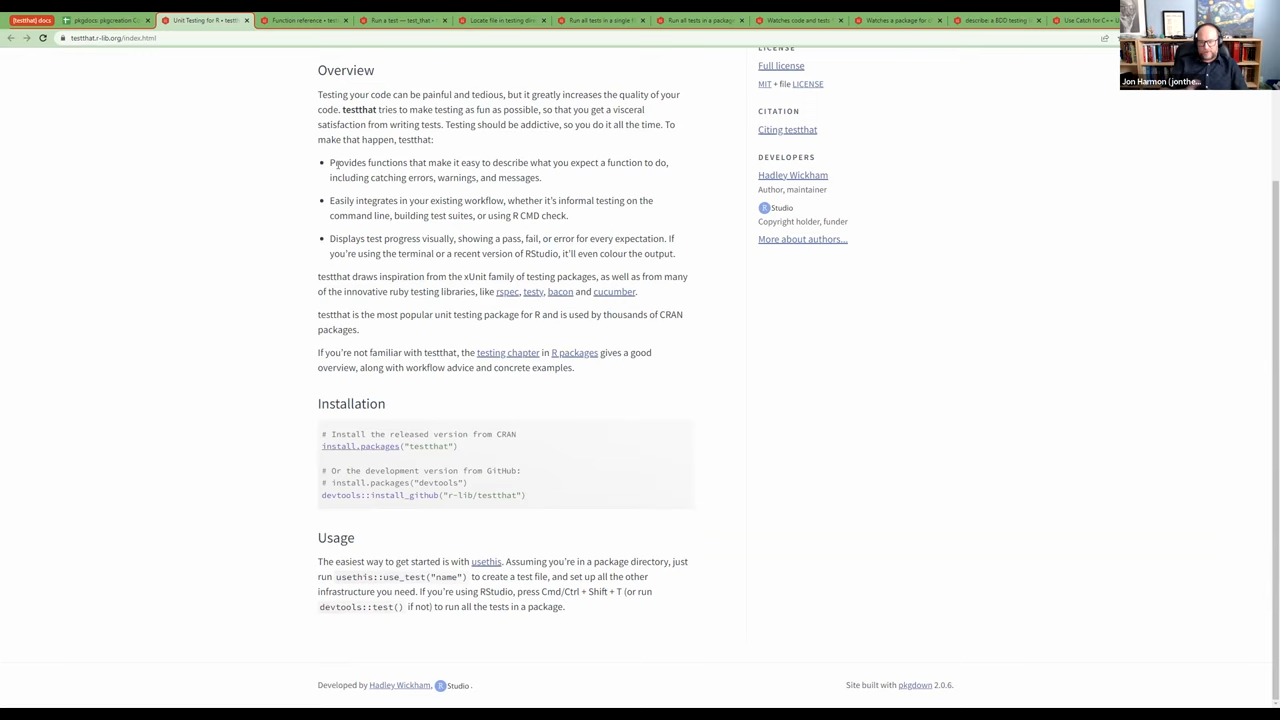 [testthat] docs
pkgdocs: pkgcreation Co
Unit Testing for R • testth
Function reference • testth
Run a test — test_that • t
Locate file in testing dire
Run all tests in a single fi
Run all tests in a package
Watches code and tests f
Watches a package for ch
describe: a BDD testing l
Use Catch for C++ U
testthat.r-lib.org/index.html
Jon Harmon (jonthe...
Overview
Testing your code can be painful and tedious, but it greatly increases the quality of your
code. testthat tries to make testing as fun as possible, so that you get a visceral
satisfaction from writing tests. Testing should be addictive, so you do it all the time. To
make that happen, testthat:
• Provides functions that make it easy to describe what you expect a function to do,
including catching errors, warnings, and messages.
• Easily integrates in your existing workflow, whether it's informal testing on the
command line, building test suites, or using R CMD check.
• Displays test progress visually, showing a pass, fail, or error for every expectation. If
you're using the terminal or a recent version of RStudio, it'll even colour the output.
testthat draws inspiration from the xUnit family of testing packages, as well as from many
of the innovative ruby testing libraries, like rspec, testy, bacon and cucumber.
testthat is the most popular unit testing package for R and is used by thousands of CRAN
packages.
If you're not familiar with testthat, the testing chapter in R packages gives a good
overview, along with workflow advice and concrete examples.
Installation
# Install the released version from CRAN
install.packages("testthat")
# Or the development version from GitHub:
# install.packages("devtools")
devtools::install_github("r-lib/testthat")
Usage
The easiest way to get started is with usethis. Assuming you're in a package directory, just
run usethis::use_test("name") to create a test file, and set up all the other
infrastructure you need. If you're using RStudio, press Cmd/Ctrl + Shift + T (or run
devtools::test() if not) to run all the tests in a package.
LICENSE
Full license
MIT + file LICENSE
CITATION
Citing testthat
DEVELOPERS
Hadley Wickham
Author, maintainer
R Studio
Copyright holder, funder
More about authors...
Developed by Hadley Wickham, R Studio .
Site built with pkgdown 2.0.6.